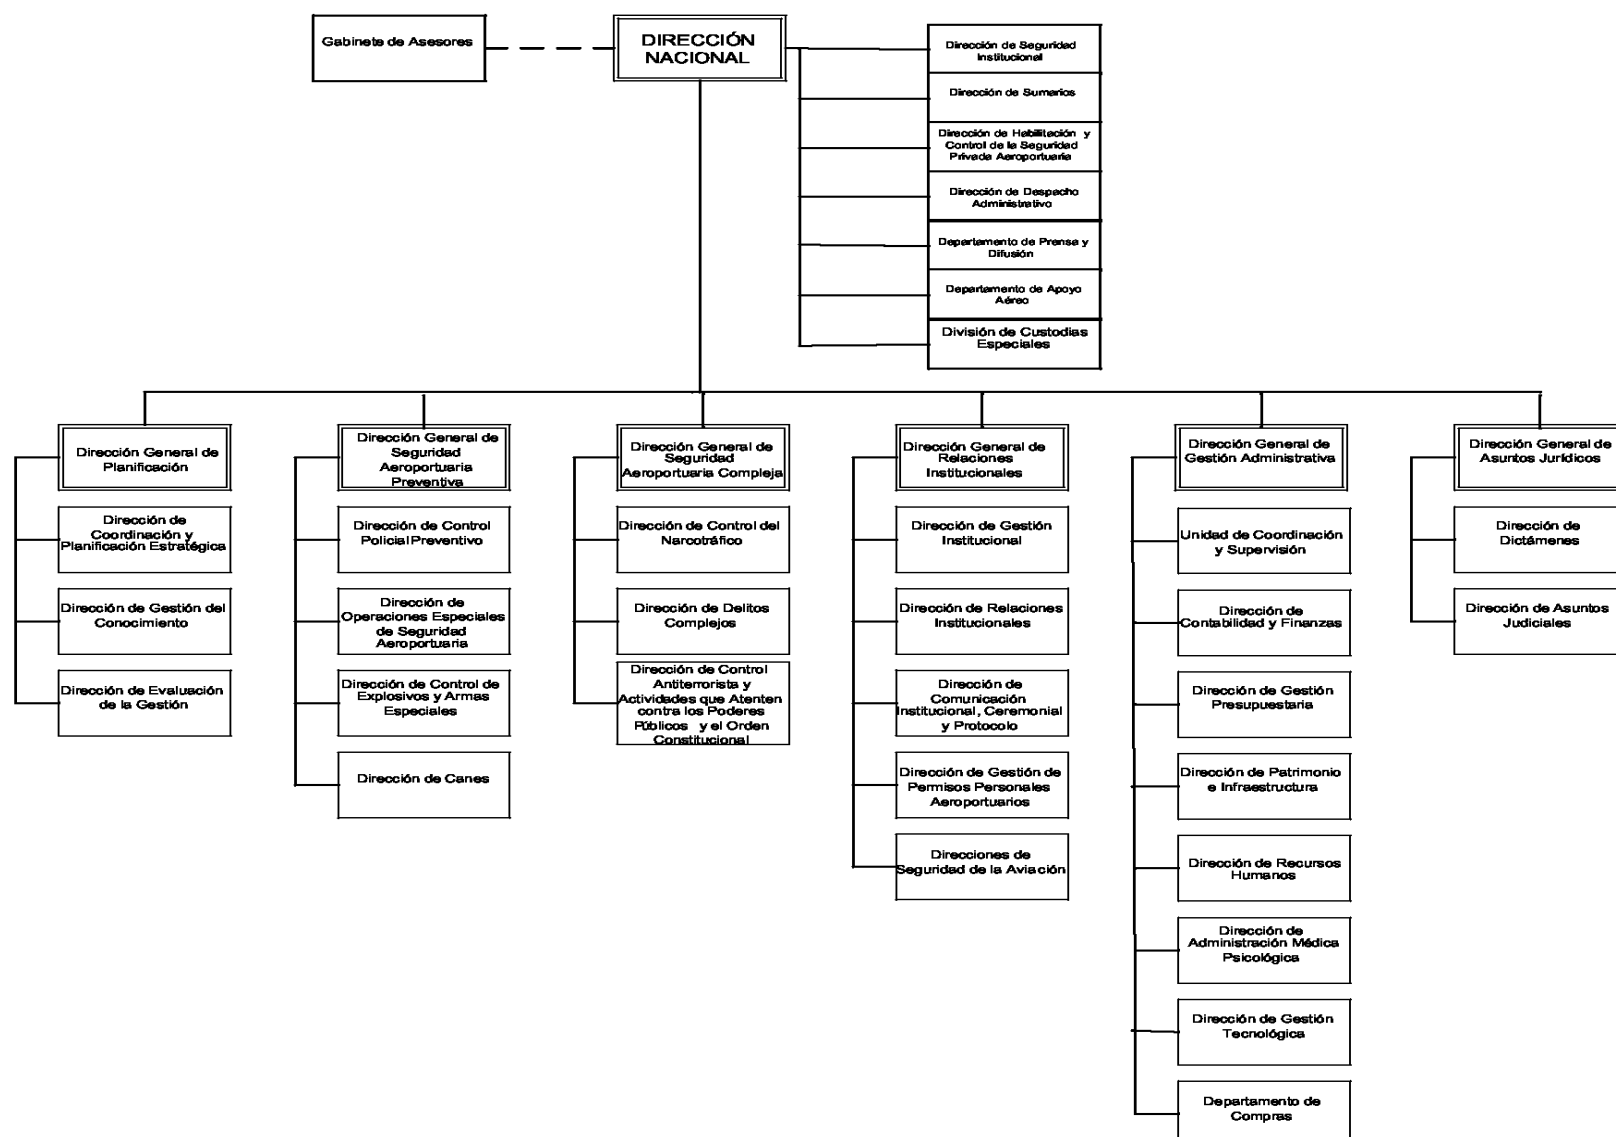 Gabinete de Asesores
DIRECCIÓN
NACIONAL
Dirección de Seguridad
Institucional
Dirección de Sumarios
Dirección de Habilitación y
Control de la Seguridad
Privada Aeroportuaria
Dirección de Despacho
Administrativo
Departamento de Prensa y
Difusión
Departamento de Apoyo
Aéreo
División de Custodias
Especiales
Dirección General de
Planificación
Dirección de
Coordinación y
Planificación Estratégica
Dirección de Gestión del
Conocimiento
Dirección de Evaluación
de la Gestión
Dirección General de
Seguridad
Aeroportuaria
Preventiva
Dirección de Control
Policial Preventivo
Dirección de
Operaciones Especiales
de Seguridad
Aeroportuaria
Dirección de Control de
Explosivos y Armas
Especiales
Dirección de Canes
Dirección General de
Seguridad
Aeroportuaria Compleja
Dirección de Control del
Narcotráfico
Dirección de Delitos
Complejos
Dirección de Control
Antiterrorista y
Actividades que Atenten
contra los Poderes
Públicos y el Orden
Constitucional
Dirección General de
Relaciones
Institucionales
Dirección de Gestión
Institucional
Dirección de Relaciones
Institucionales
Dirección de
Comunicación
Institucional, Ceremonial
y Protocolo
Dirección de Gestión de
Permisos Personales
Aeroportuarios
Direcciones de
Seguridad de la Aviación
Dirección General de
Gestión Administrativa
Unidad de Coordinación
y Supervisión
Dirección de
Contabilidad y Finanzas
Dirección de Gestión
Presupuestaria
Dirección de Patrimonio
e Infraestructura
Dirección de Recursos
Humanos
Dirección de
Administración Médica
Psicológica
Dirección de Gestión
Tecnológica
Departamento de
Compras
Dirección General de
Asuntos Jurídicos
Dirección de
Dictámenes
Dirección de Asuntos
Judiciales